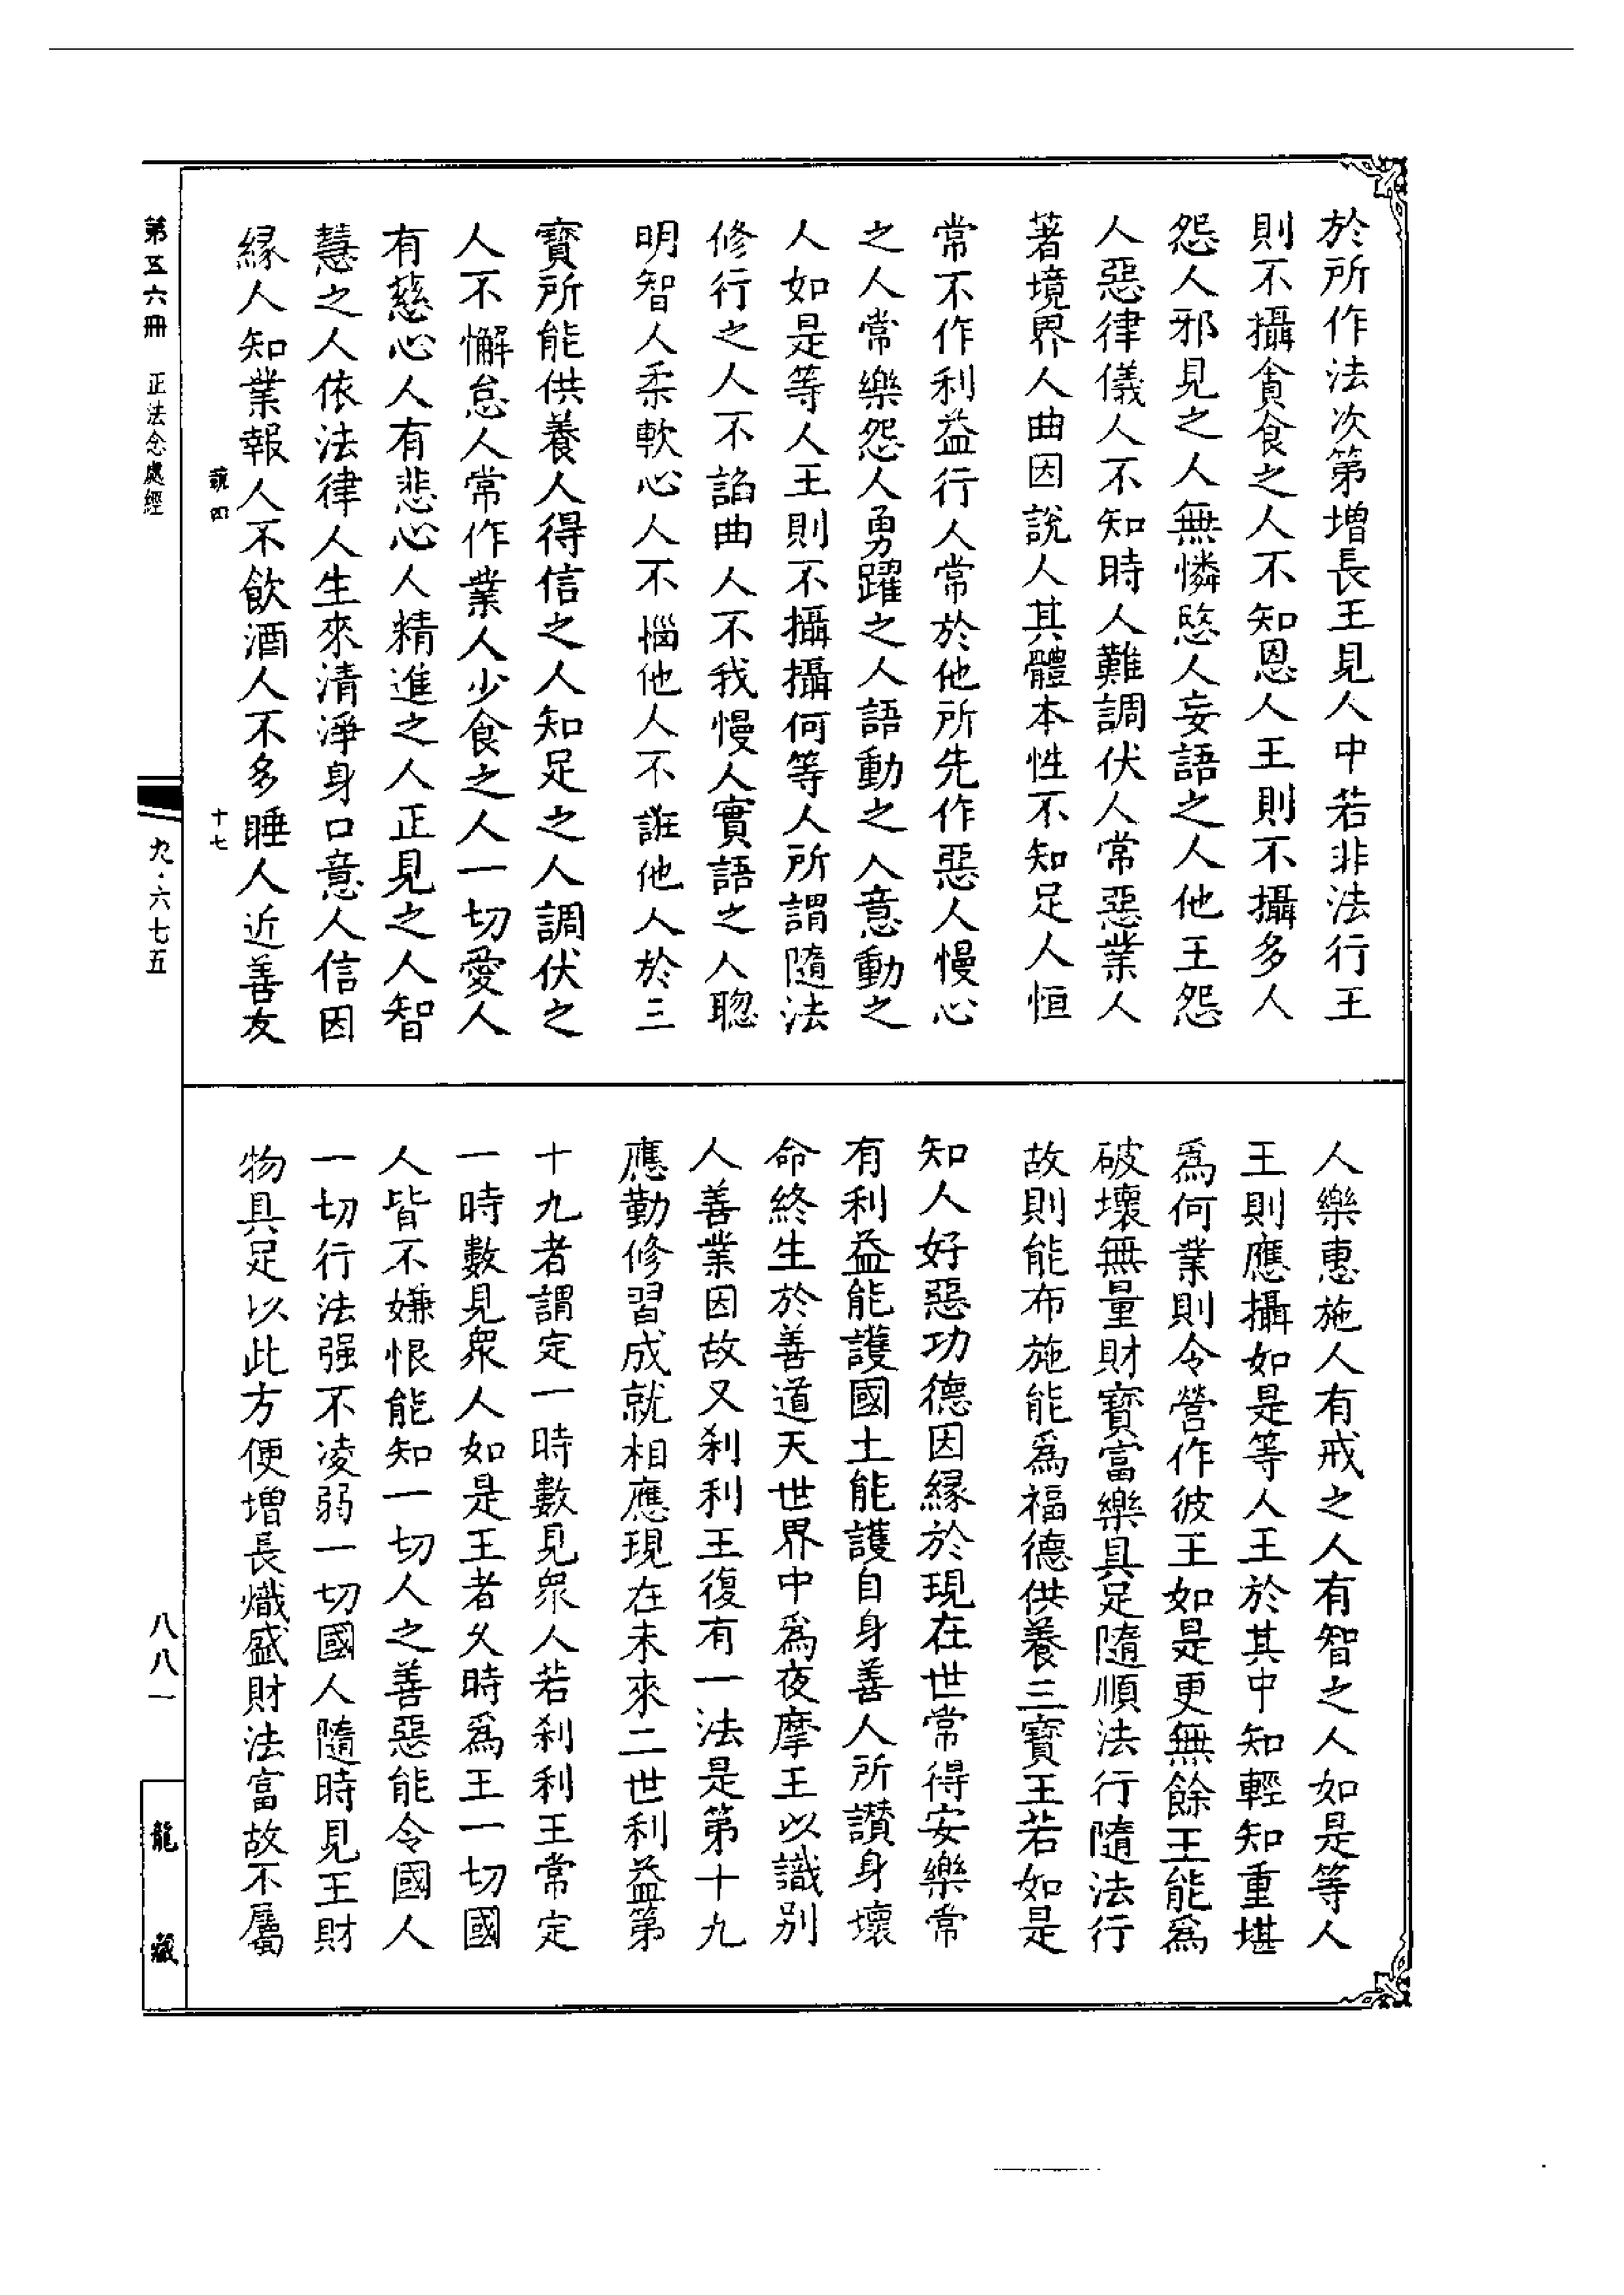 於所作法次第增長王見人中若非法行王
則不攝貪食之人不知恩人王則不攝多人
怨人邪見之人無憐愍人妄語之人他王怨
人惡律儀人不知時人難調伏人常惡業人
著境界人曲因說人其體本性不知足人恒
常不作利益行人常於他所先作惡人慢心
之人常樂怨人勇躍之人語動之人意動之
人如是等人王則不攝攝何等人所謂隨法
修行之人不諂曲人不我慢人實語之人聦
明智人柔軟心人不惱他人不誑他人於三
寶所能供養人得信之人知足之人調伏之
人不懈怠人常作業人少食之人一切愛人
有慈心人有悲心人精進之人正見之人智
慧之人依法律人生來清淨身口意人信因
緣人知業報人不飲酒人不多睡人近善友
人樂惠施人有戒之人有智之人如是等人
王則應攝如是等人王於其中知輕知重堪
爲何業則令營作彼王如是更無餘王能爲
破壞無量財寶富樂具足隨順法行隨法行
故則能布施能爲福德供養三寶王若如是
知人好惡功德因緣於現在世常得安樂常
有利益能護國土能護自身善人所讃身壞
命終生於善道天世界中爲夜摩王以識別
人善業因故又剎利王復有一法是第十九
應勤修習成就相應現在未來二世利益第
十九者謂定一時數見衆人若剎利王常定
一時數見衆人如是王者久時爲王一切國
人皆不嫌恨能知一切人之善惡能令國人
一切行法强不凌弱一切國人隨時見王財
物具足以此方便增長熾盛財法富故不屬
十七
第五六冊 正法念處經
九·六七五
八八一
龍藏